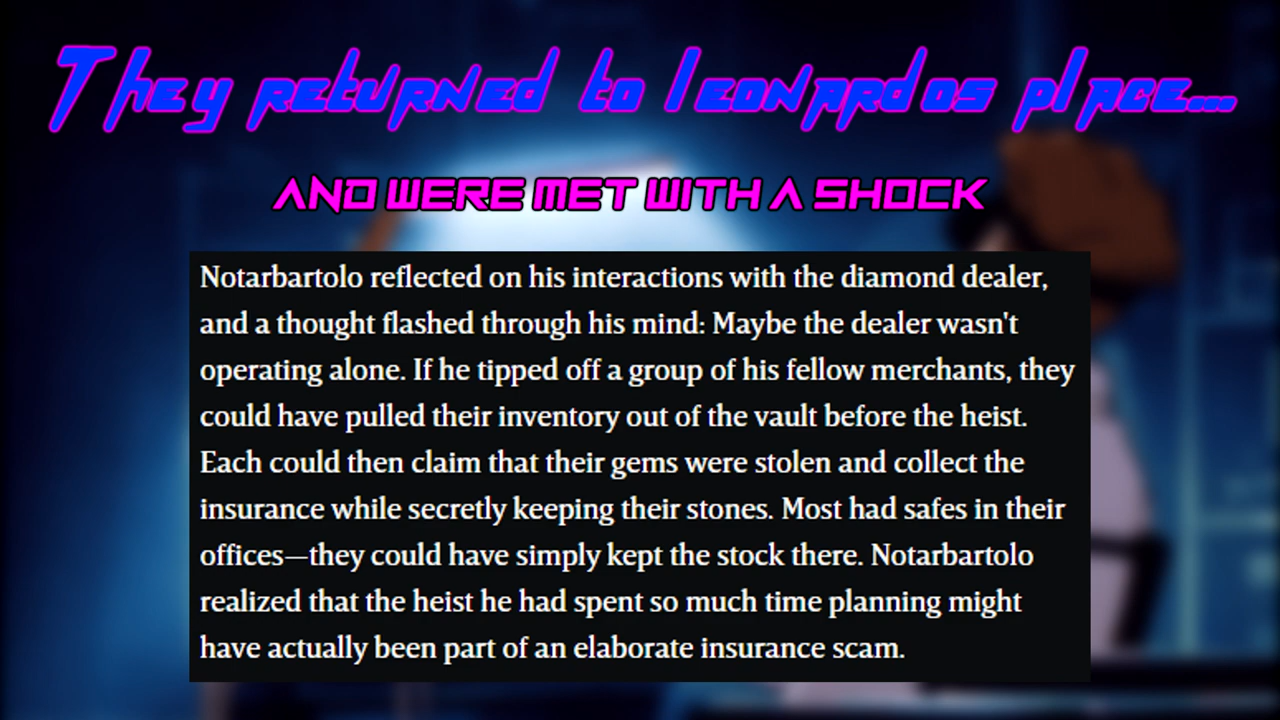 They returned to leonardos place...
AND WERE MET WITH A SHOCK
Notarbartolo reflected on his interactions with the diamond dealer,
and a thought flashed through his mind: Maybe the dealer wasn't
operating alone. If he tipped off a group of his fellow merchants, they
could have pulled their inventory out of the vault before the heist.
Each could then claim that their gems were stolen and collect the
insurance while secretly keeping their stones. Most had safes in their
offices—they could have simply kept the stock there. Notarbartolo
realized that the heist he had spent so much time planning might
have actually been part of an elaborate insurance scam.